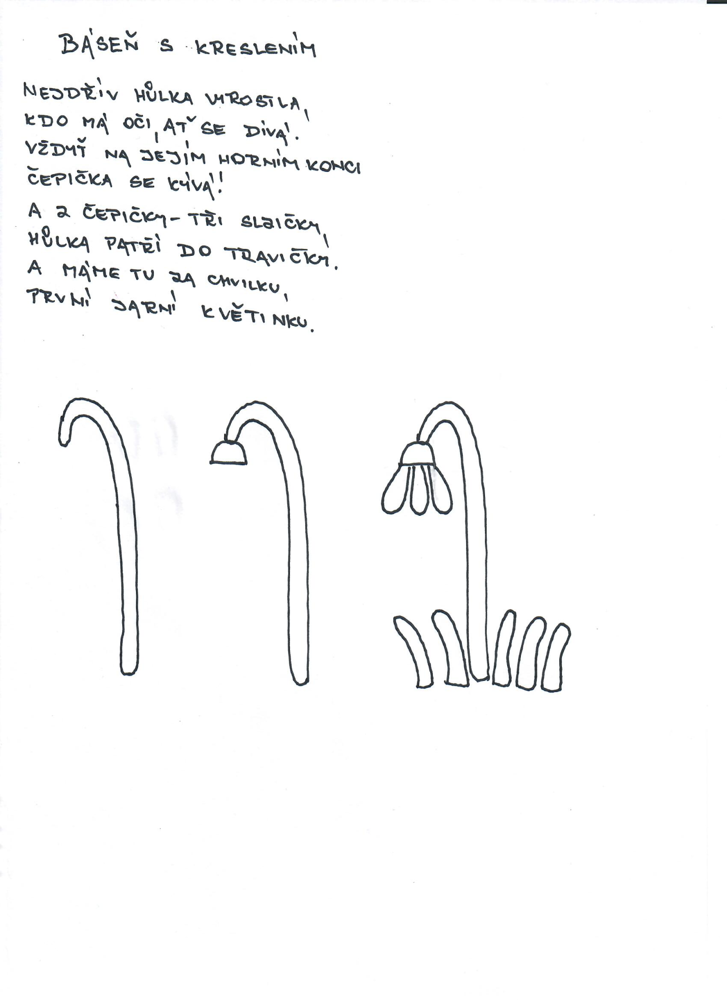 BÁSEŇ S KRESLENÍM
NEJDŘÍV HŮLKA VYROSTLA,
KDO MÁ OČI, AŤ SE DÍVÁ.
VŽDYŤ NA JEJÍM HORNÍM KONCI
ČEPIČKA SE KÝVÁ!
A Z ČEPIČKY - TŘI SLZIČKY,
HŮLKA PATŘÍ DO TRAVIČKY.
A MÁME TU ZA CHVILKU,
PRVNÍ JARNÍ KVĚTINKU.